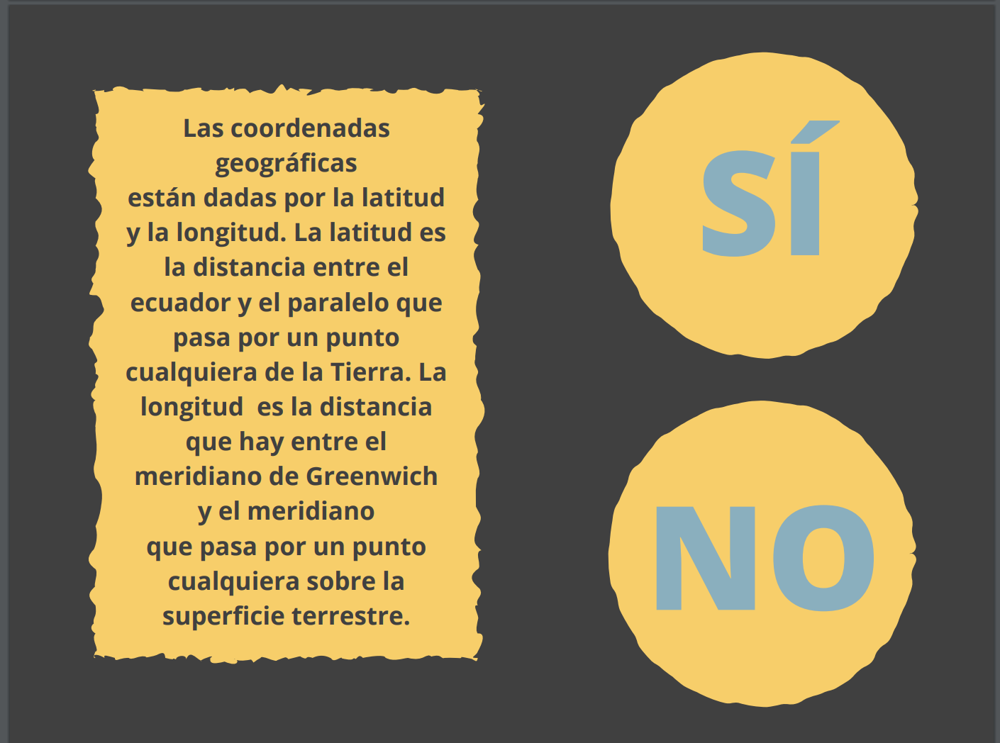 Las coordenadas
geográficas
están dadas por la latitud
y la longitud. La latitud es
la distancia entre el
ecuador y el paralelo que
pasa por un punto
cualquiera de la Tierra. La
longitud  es la distancia
que hay entre el
meridiano de Greenwich
y el meridiano
que pasa por un punto
cualquiera sobre la
superficie terrestre.
SÍ
NO